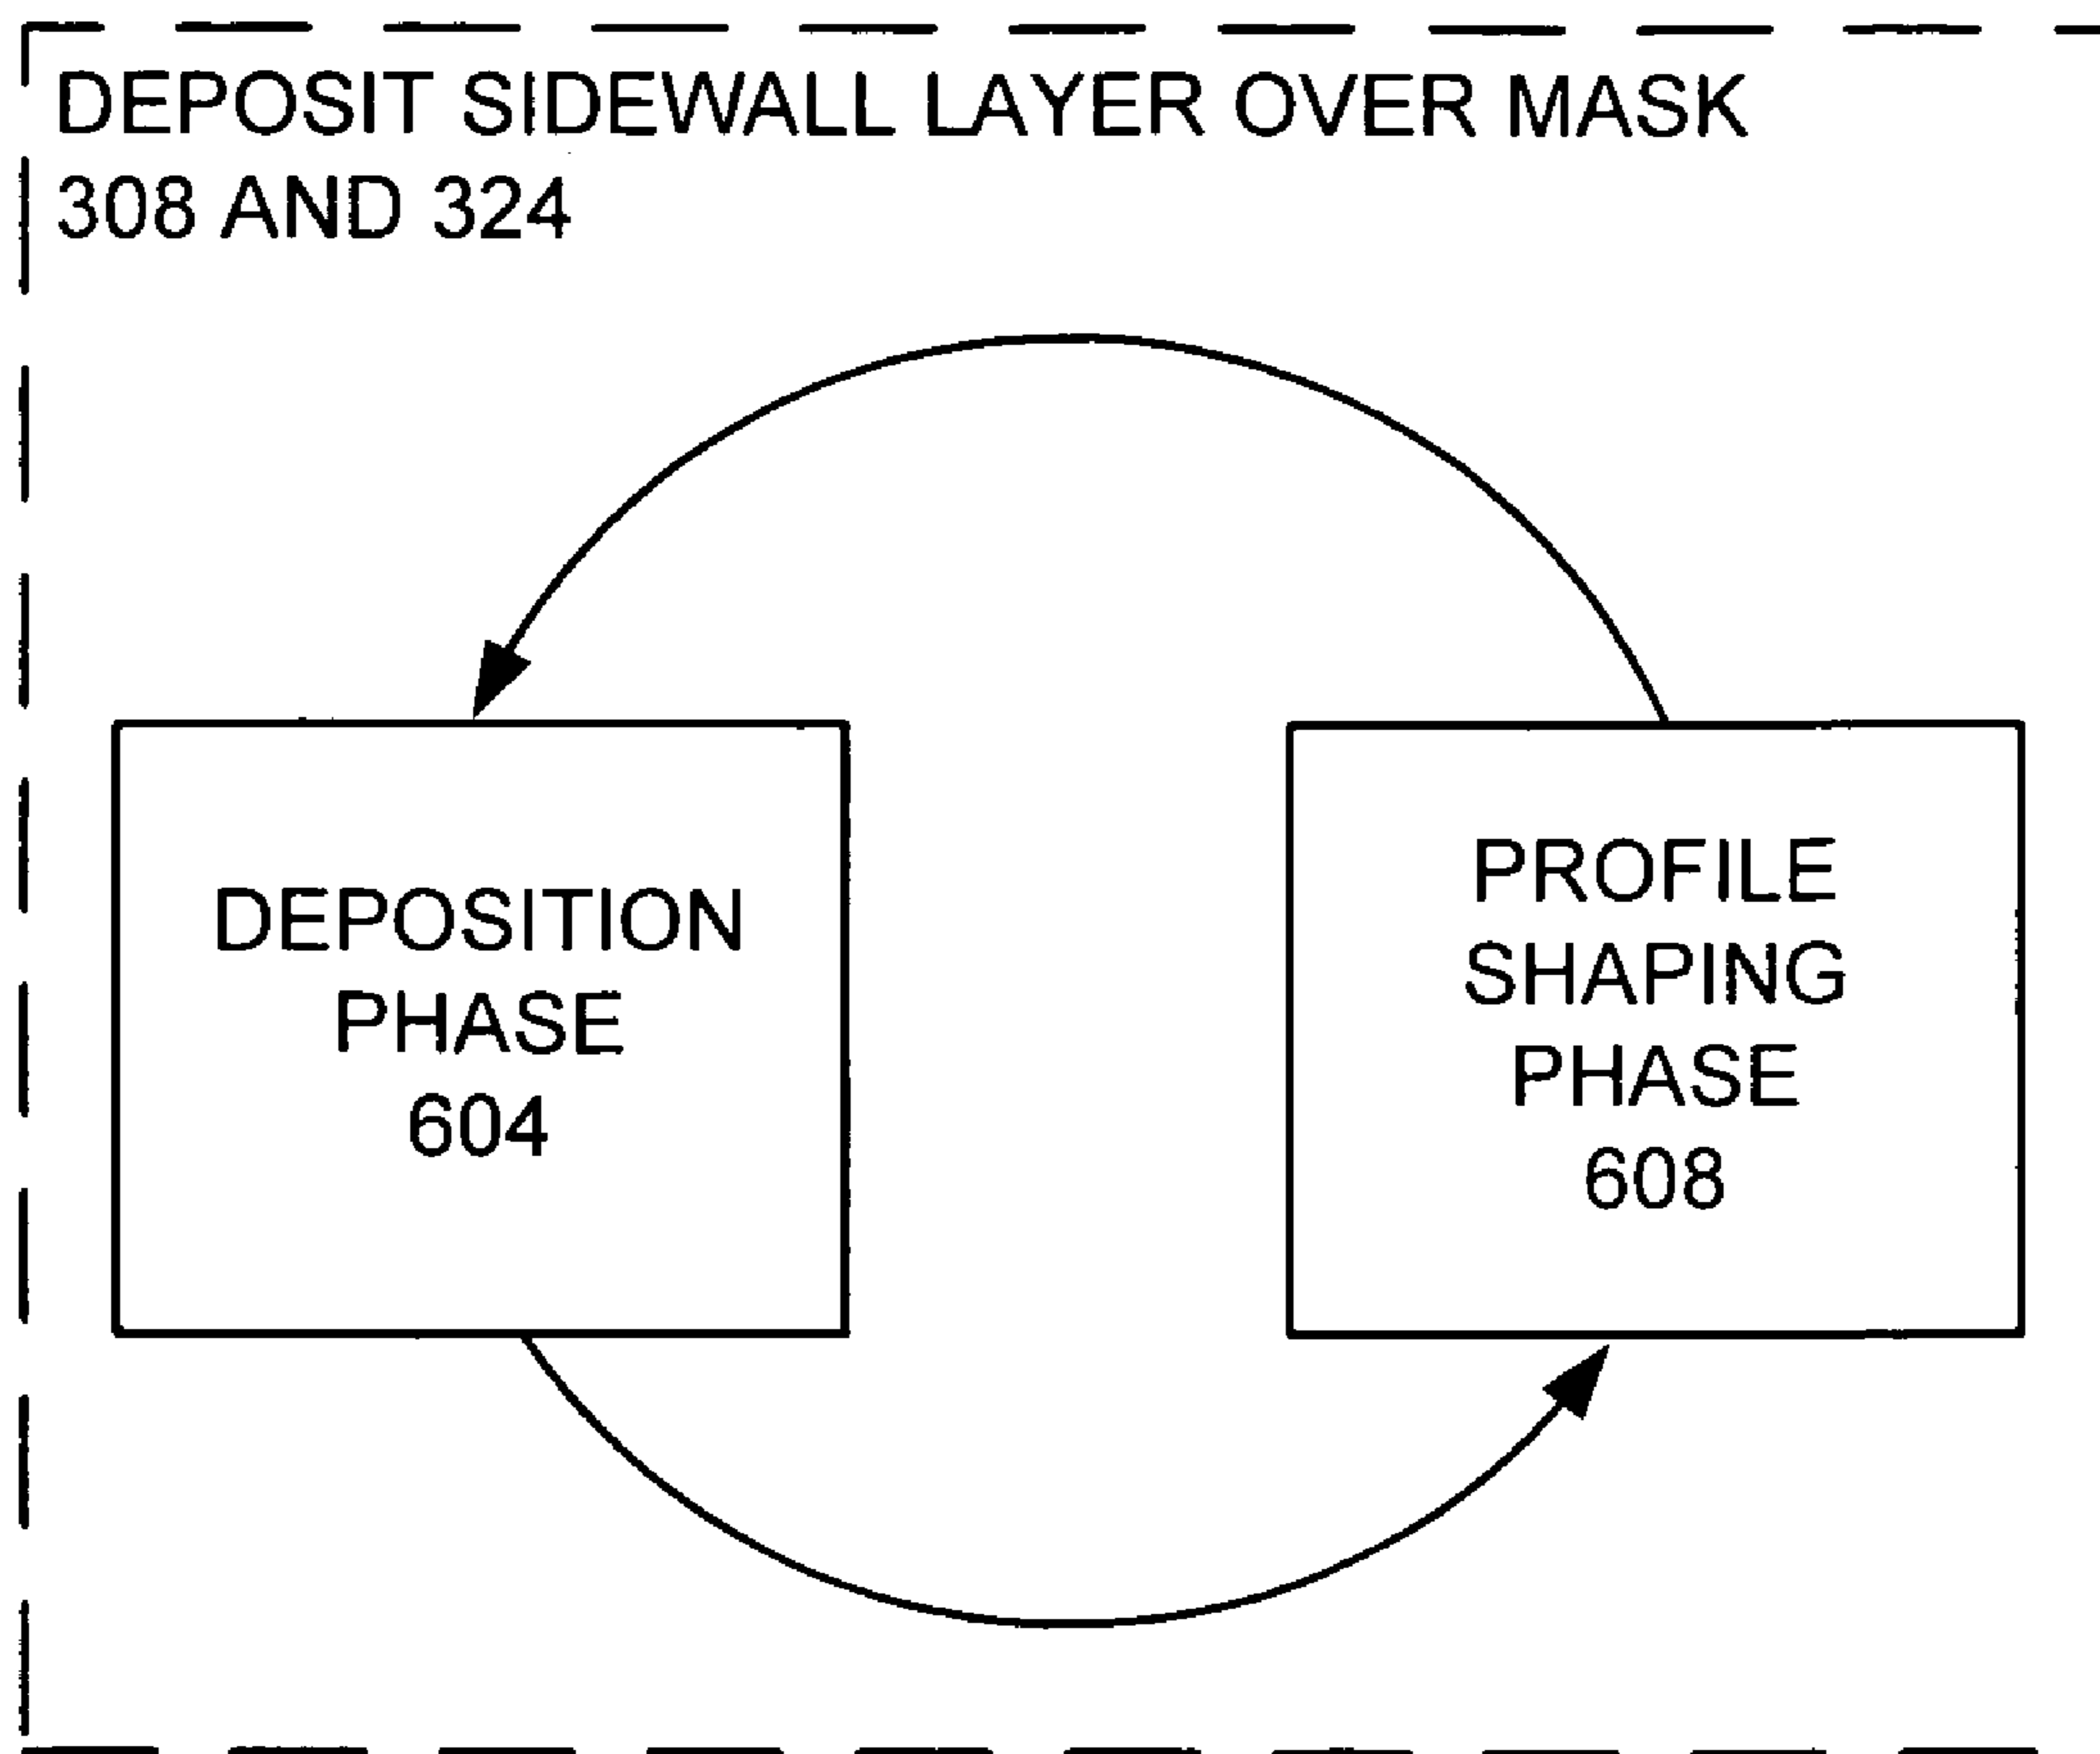 DEPOSIT SIDEWALL LAYER OVER MASK
308 AND 324
DEPOSITION
PHASE
604
PROFILE
SHAPING
PHASE
608